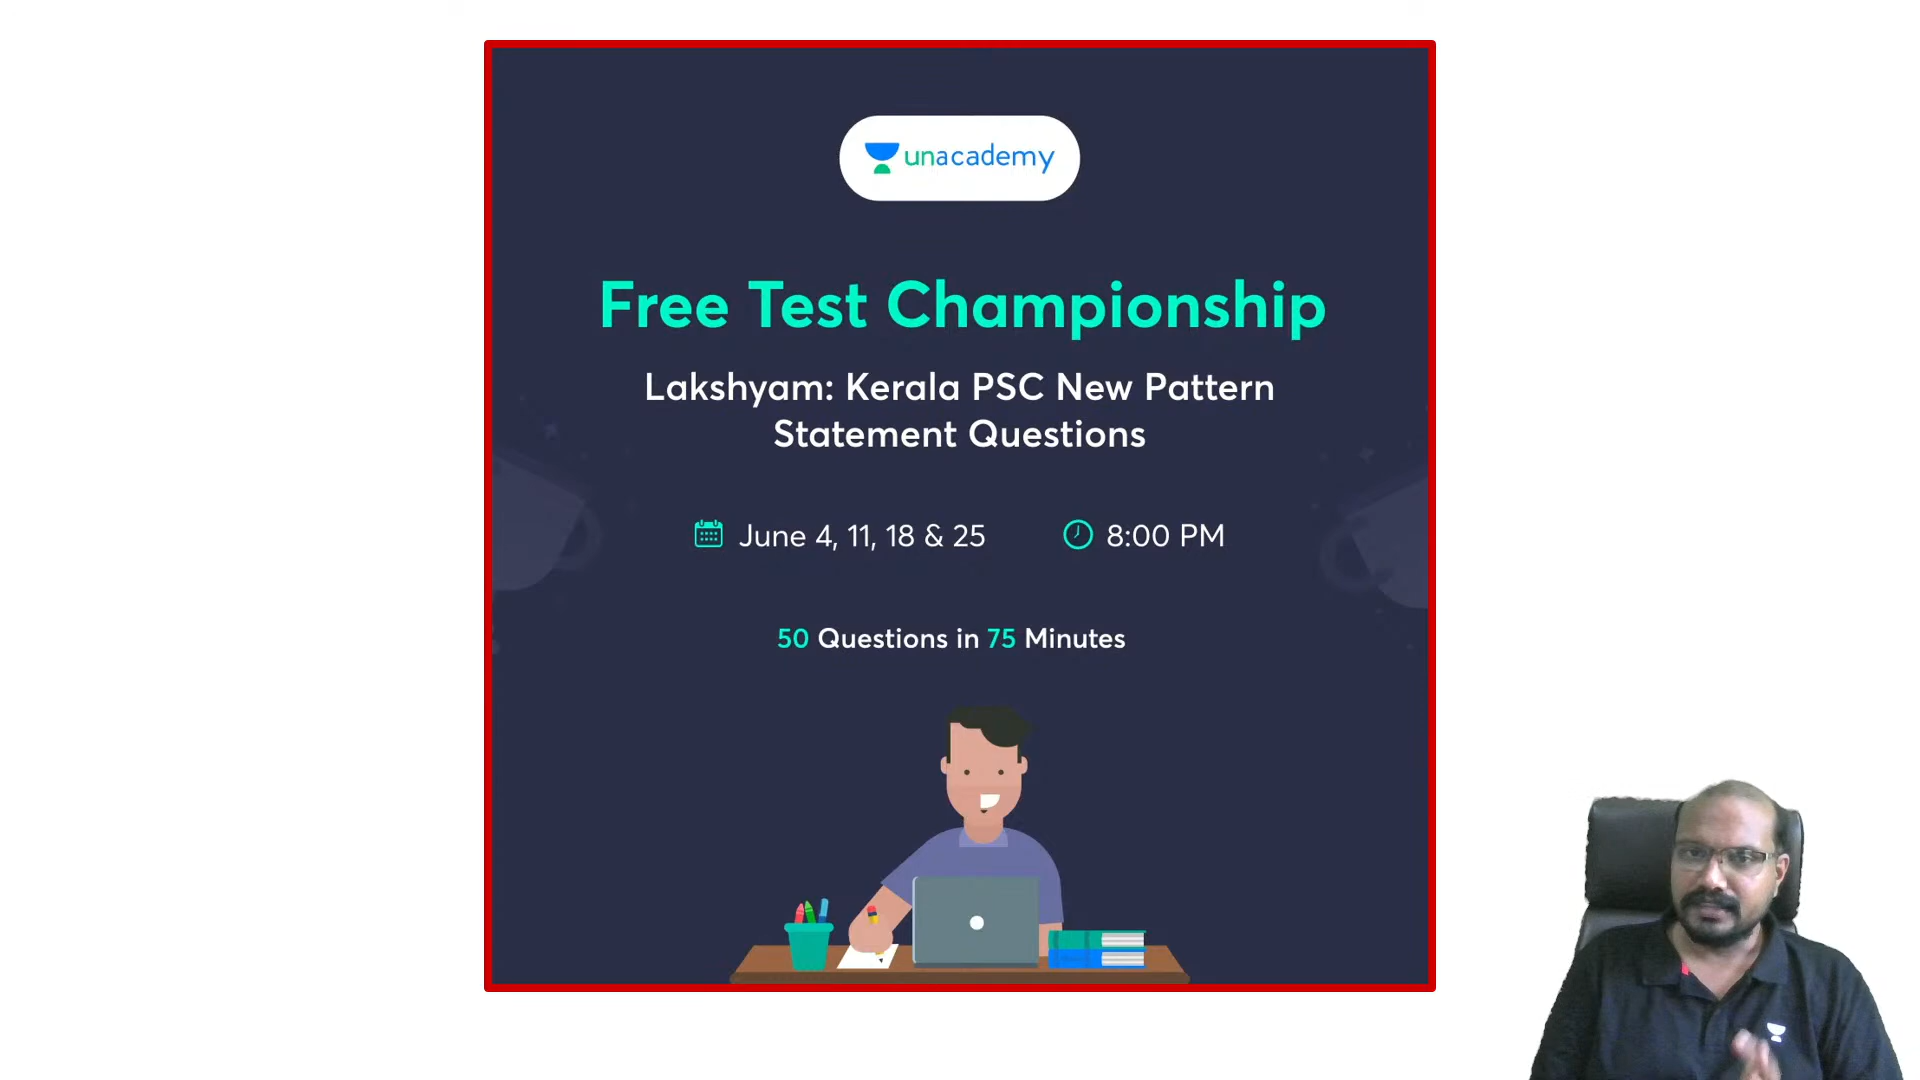 unacademy
Free Test Championship
Lakshyam: Kerala PSC New Pattern
Statement Questions
June 4, 11, 18 & 25
8:00 PM
50 Questions in 75 Minutes